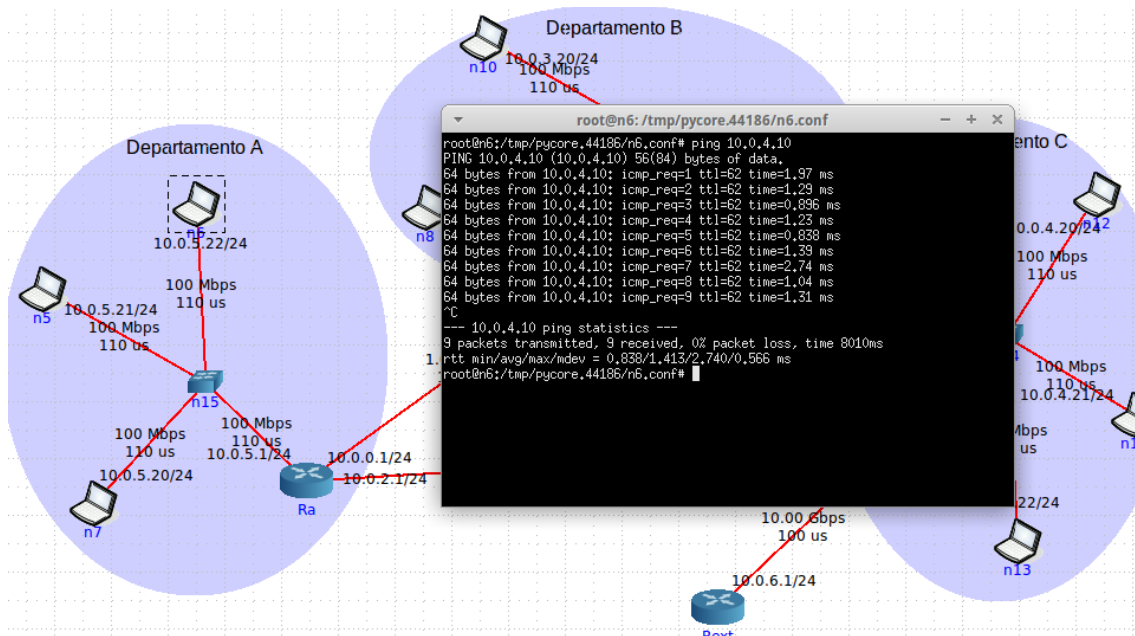 Departamento B
n10
10.0.3.20/24
100 Mbps
110 us
Departamento A
n6
10.0.5.22/24
100 Mbps
110 us
n5
10.0.5.21/24
100 Mbps
110 us
n15
100 Mbps
110 us
10.0.5.1/24
100 Mbps
110 us
10.0.5.20/24
n7
Ra
10.0.0.1/24
10.0.2.1/24
n8
1.
root@n6: /tmp/pycore.44186/n6.conf
root@n6:/tmp/pycore.44186/n6.conf# ping 10.0.4.10
PING 10.0.4.10 (10.0.4.10) 56(84) bytes of data.
64 bytes from 10.0.4.10: icmp_req=1 ttl=62 time=1.97 ms
64 bytes from 10.0.4.10: icmp_req=2 ttl=62 time=1.29 ms
64 bytes from 10.0.4.10: icmp_req=3 ttl=62 time=0.896 ms
64 bytes from 10.0.4.10: icmp_req=4 ttl=62 time=1.23 ms
64 bytes from 10.0.4.10: icmp_req=5 ttl=62 time=0.838 ms
64 bytes from 10.0.4.10: icmp_req=6 ttl=62 time=1.39 ms
64 bytes from 10.0.4.10: icmp_req=7 ttl=62 time=2.74 ms
64 bytes from 10.0.4.10: icmp_req=8 ttl=62 time=1.04 ms
64 bytes from 10.0.4.10: icmp_req=9 ttl=62 time=1.31 ms
^C
--- 10.0.4.10 ping statistics ---
9 packets transmitted, 9 received, 0% packet loss, time 8010ms
rtt min/avg/max/mdev = 0.838/1.413/2.740/0.566 ms
root@n6:/tmp/pycore.44186/n6.conf#
ento C
n12
0.0.4.20/24
100 Mbps
110 us
4
100 Mbps
110 us
10.0.4.21/24
n1
Mbps
us
22/24
n13
10.00 Gbps
100 us
10.0.6.1/24
Rext